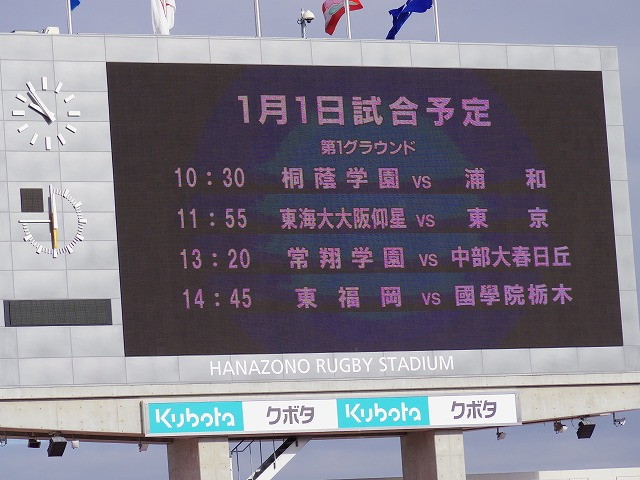 1月1日試合予定
第1グラウンド
10:30 桐蔭学園 VS 浦和
11:55 東海大大阪仰星 VS 東京
13:20 常翔学園 VS 中部大春日丘
14:45 東福岡 VS 國學院栃木
HANAZONO RUGBY STADIUM
Kubota クボタ Kubota クボタ